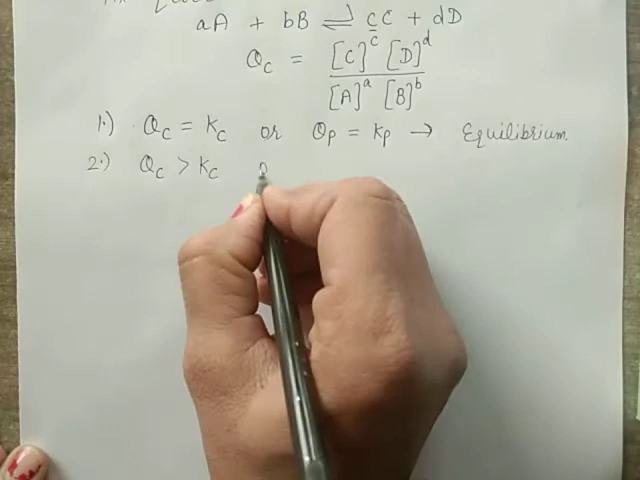 aA + bB ⇌ cC + dD
Qc = [C]^c [D]^d / [A]^a [B]^b
1.) Qc = Kc or Qp = Kp → Equilibrium.
2.) Qc > Kc